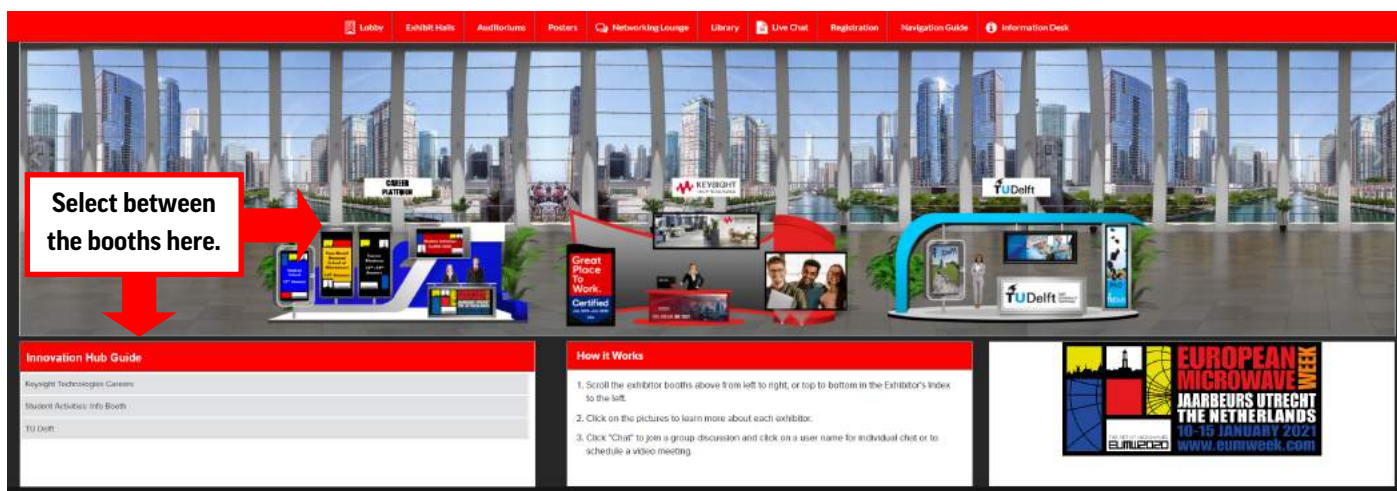 Lobby
Exhibit Halls
Auditoriums
Posters
Networking Lounge
Library
Live Chat
Registration
Navigation Guide
Information Desk
CAREER
PLATFORM
KEYSIGHT
TUDelft
Select between
the booths here.
Great
Place
To
Work.
Certified
TUDelft
Innovation Hub Guide
Keysight Technologies Careers
Student Activities: Info Booth
TU Delft
How it Works
1. Scroll the exhibitor booths above from left to right, or top to bottom in the Exhibitor's Index
to the left.
2. Click on the pictures to learn more about each exhibitor.
3. Click "Chat" to join a group discussion and click on a user name for individual chat or to
schedule a video meeting.
EUROPEAN
MICROWAVE
WEEK
JAARBEURS UTRECHT
THE NETHERLANDS
10-15 JANUARY 2021
www.eumweek.com
EUMW2020